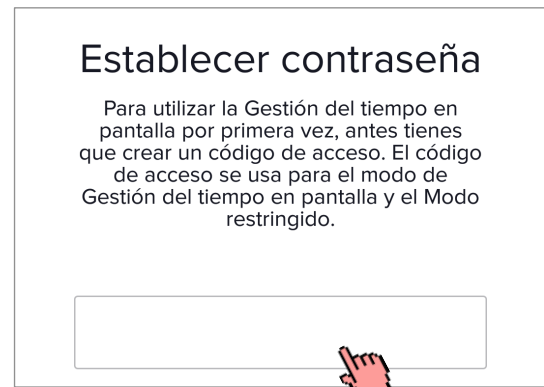 Establecer contraseña
Para utilizar la Gestión del tiempo en
pantalla por primera vez, antes tienes
que crear un código de acceso. El código
de acceso se usa para el modo de
Gestión del tiempo en pantalla y el Modo
restringido.